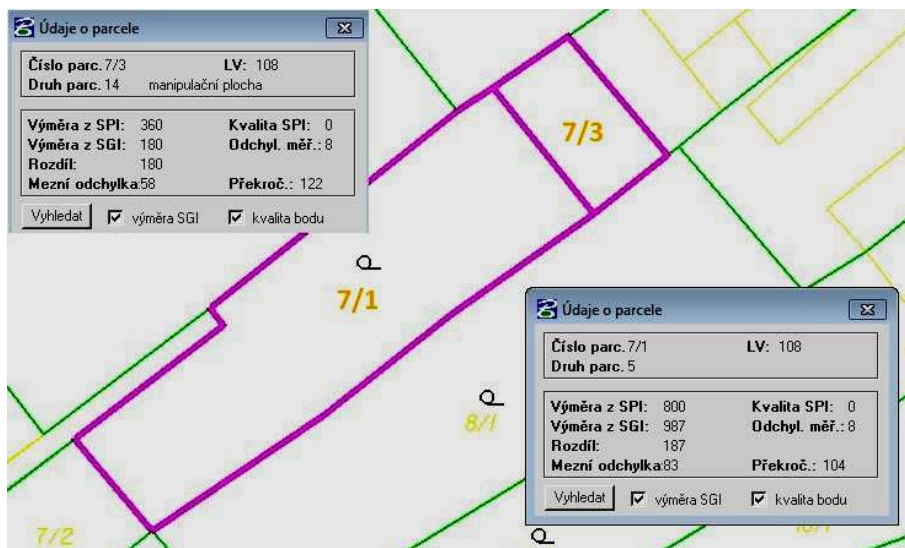 Údaje o parcele
Číslo parc. 7/3 LV: 108
Druh parc. 14 manipulační plocha
Výměra z SPI: 360 Kvalita SPI: 0
Výměra z SGI: 180 Odchyl. měř.: 8
Rozdíl: 180
Mezní odchylka: 58 Překroč.: 122
Vyhledat výměra SGI kvalita bodu
7/3
7/1
8/1
7/2
Údaje o parcele
Číslo parc. 7/1 LV: 108
Druh parc. 5
Výměra z SPI: 800 Kvalita SPI: 0
Výměra z SGI: 987 Odchyl. měř.: 8
Rozdíl: 187
Mezní odchylka: 83 Překroč.: 104
Vyhledat výměra SGI kvalita bodu